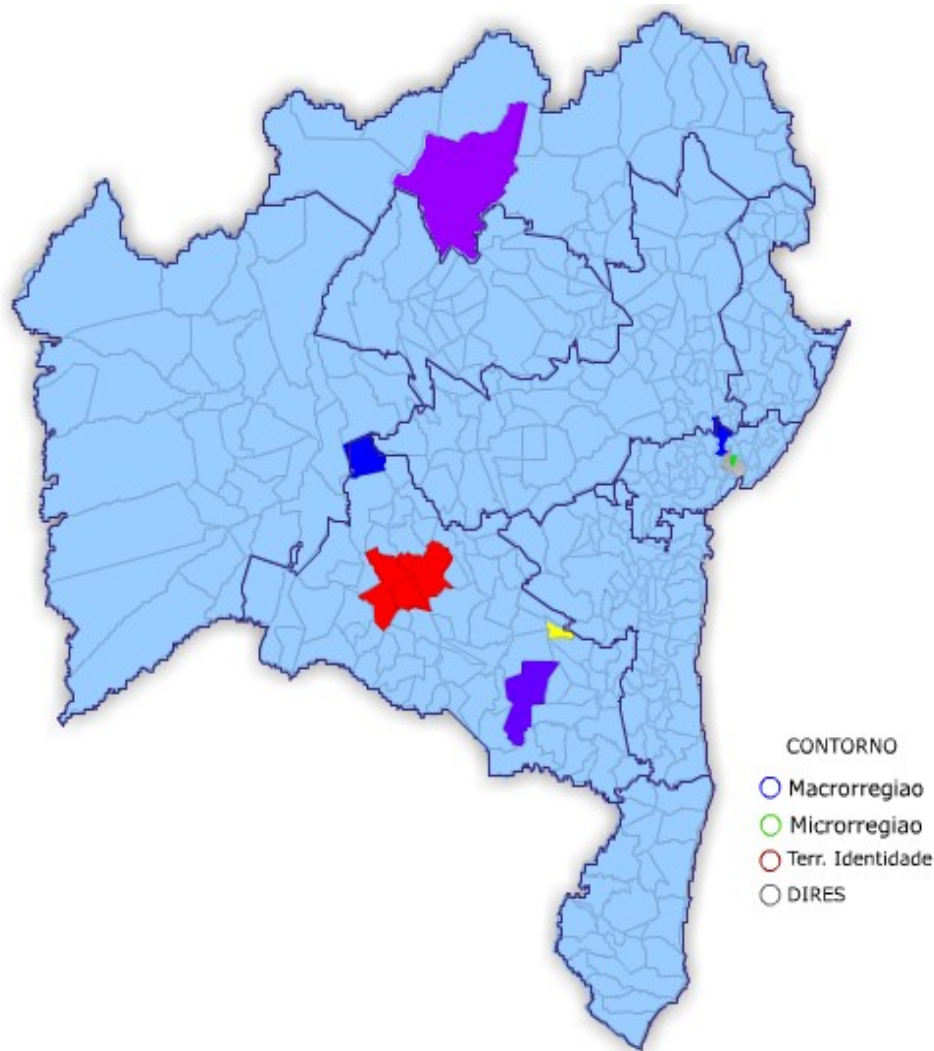 CONTORNO
Macrorregiao
Microrregiao
Terr. Identidade
DIRES